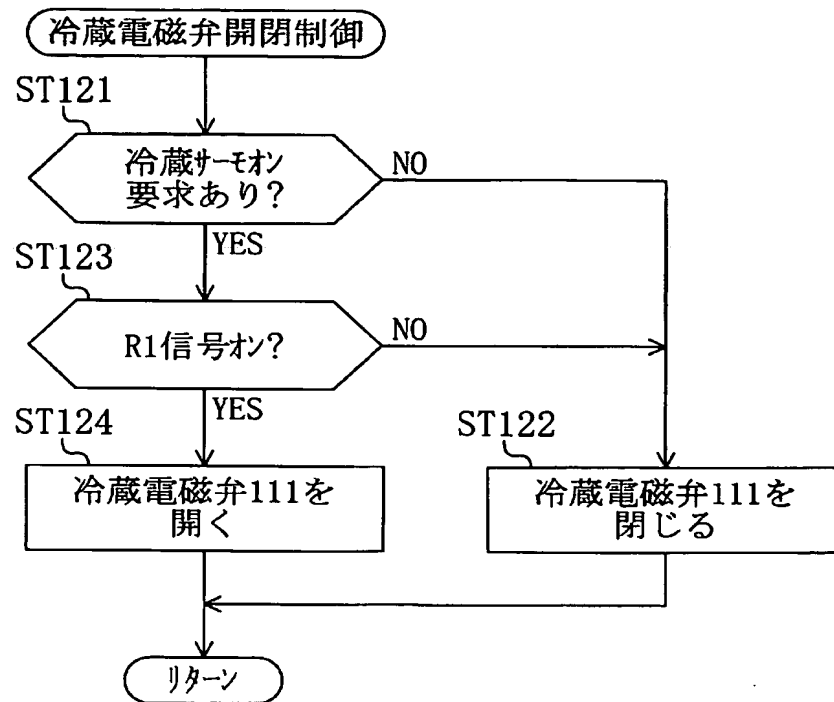 冷蔵電磁弁開閉制御
ST121
冷蔵ｻｰﾓｵﾝ
要求あり?
NO
YES
ST123
R1信号ｵﾝ?
NO
YES
ST124
ST122
冷蔵電磁弁111を
開く
冷蔵電磁弁111を
閉じる
ﾘﾀｰﾝ